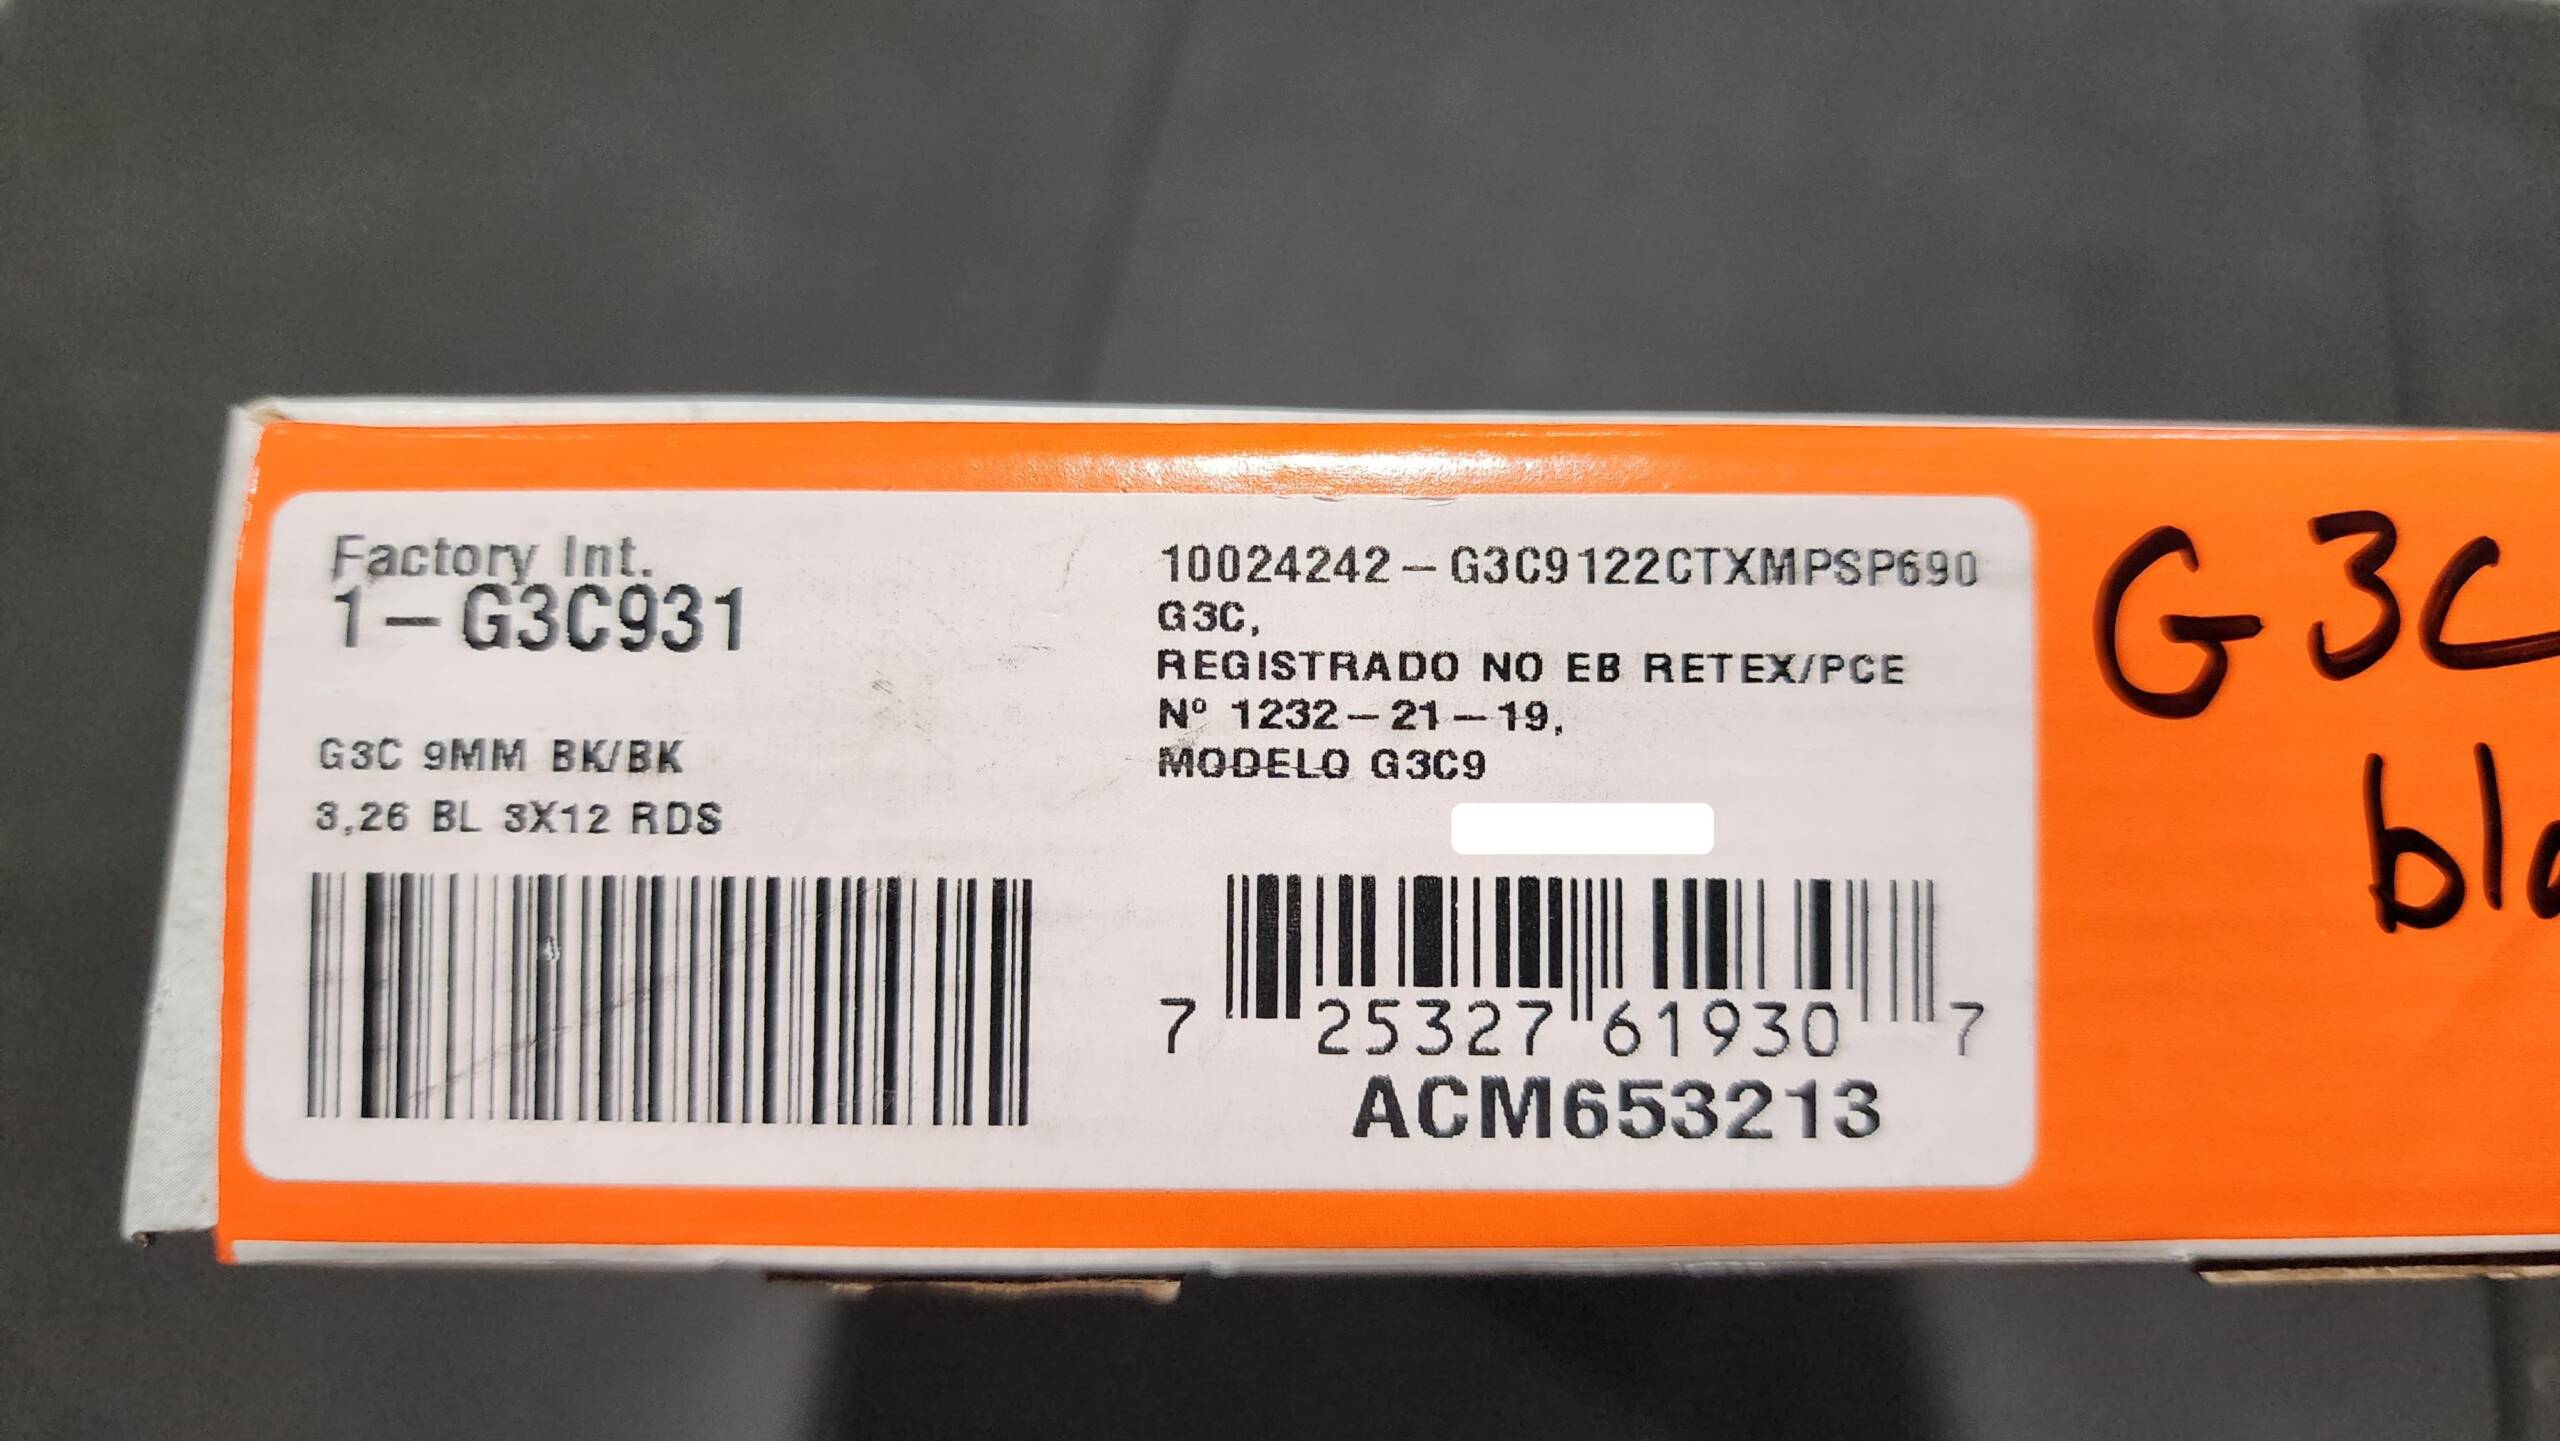 Factory Int.
1-G3C931
G3C 9MM BK/BK
3,26 BL 3X12 RDS
10024242-G3C9122CTXMPSP690
G3C,
REGISTRADO NO EB RETEX/PCE
Nº 1232-21-19,
MODELO G3C9
7 25327 61930 7
ACM653213
G3C